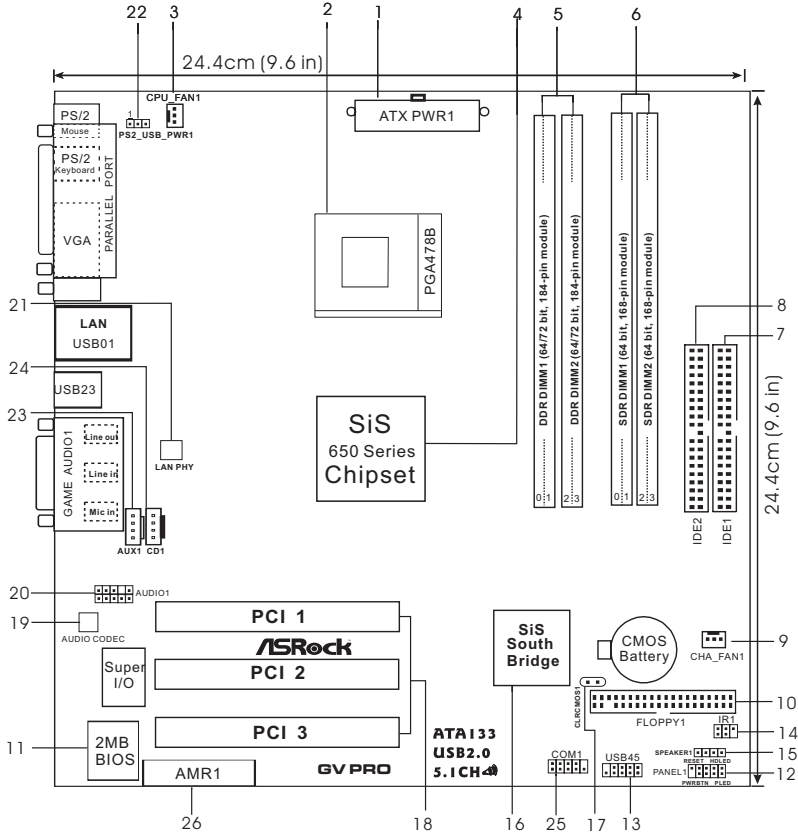 22 3 2 1 4 5 6
24.4cm (9.6 in)
CPU_FAN1
1
PS2_USB_PWR1
ATX PWR1
PS/2
Mouse
PS/2
Keyboard
VGA
PARALLEL PORT
PGA478B
DDR DIMM1 (64/72 bit, 184-pin module)
DDR DIMM2 (64/72 bit, 184-pin module)
SDR DIMM1 (64 bit, 168-pin module)
SDR DIMM2 (64 bit, 168-pin module)
0 1
2 3
0 1
2 3
8
7
24.4cm (9.6 in)
IDE2
IDE1
21
LAN
USB01
24
USB23
23
GAME AUDIO1
Line out
Line in
Mic in
LAN PHY
SiS
650 Series
Chipset
AUX1
CD1
20
AUDIO1
19
AUDIO CODEC
Super
I/O
11
2MB
BIOS
PCI 1
ASRock
PCI 2
PCI 3
AMR1
GV PRO
ATA133
USB2.0
5.1CH
SiS
South
Bridge
CMOS
Battery
CHA_FAN1
9
CLRCMOS1
10
FLOPPY1
IR1
14
SPEAKER1
15
RESET HDLED
PANEL1
12
PWRBTN PLED
COM1
USB45
26 18 16 25 17 13